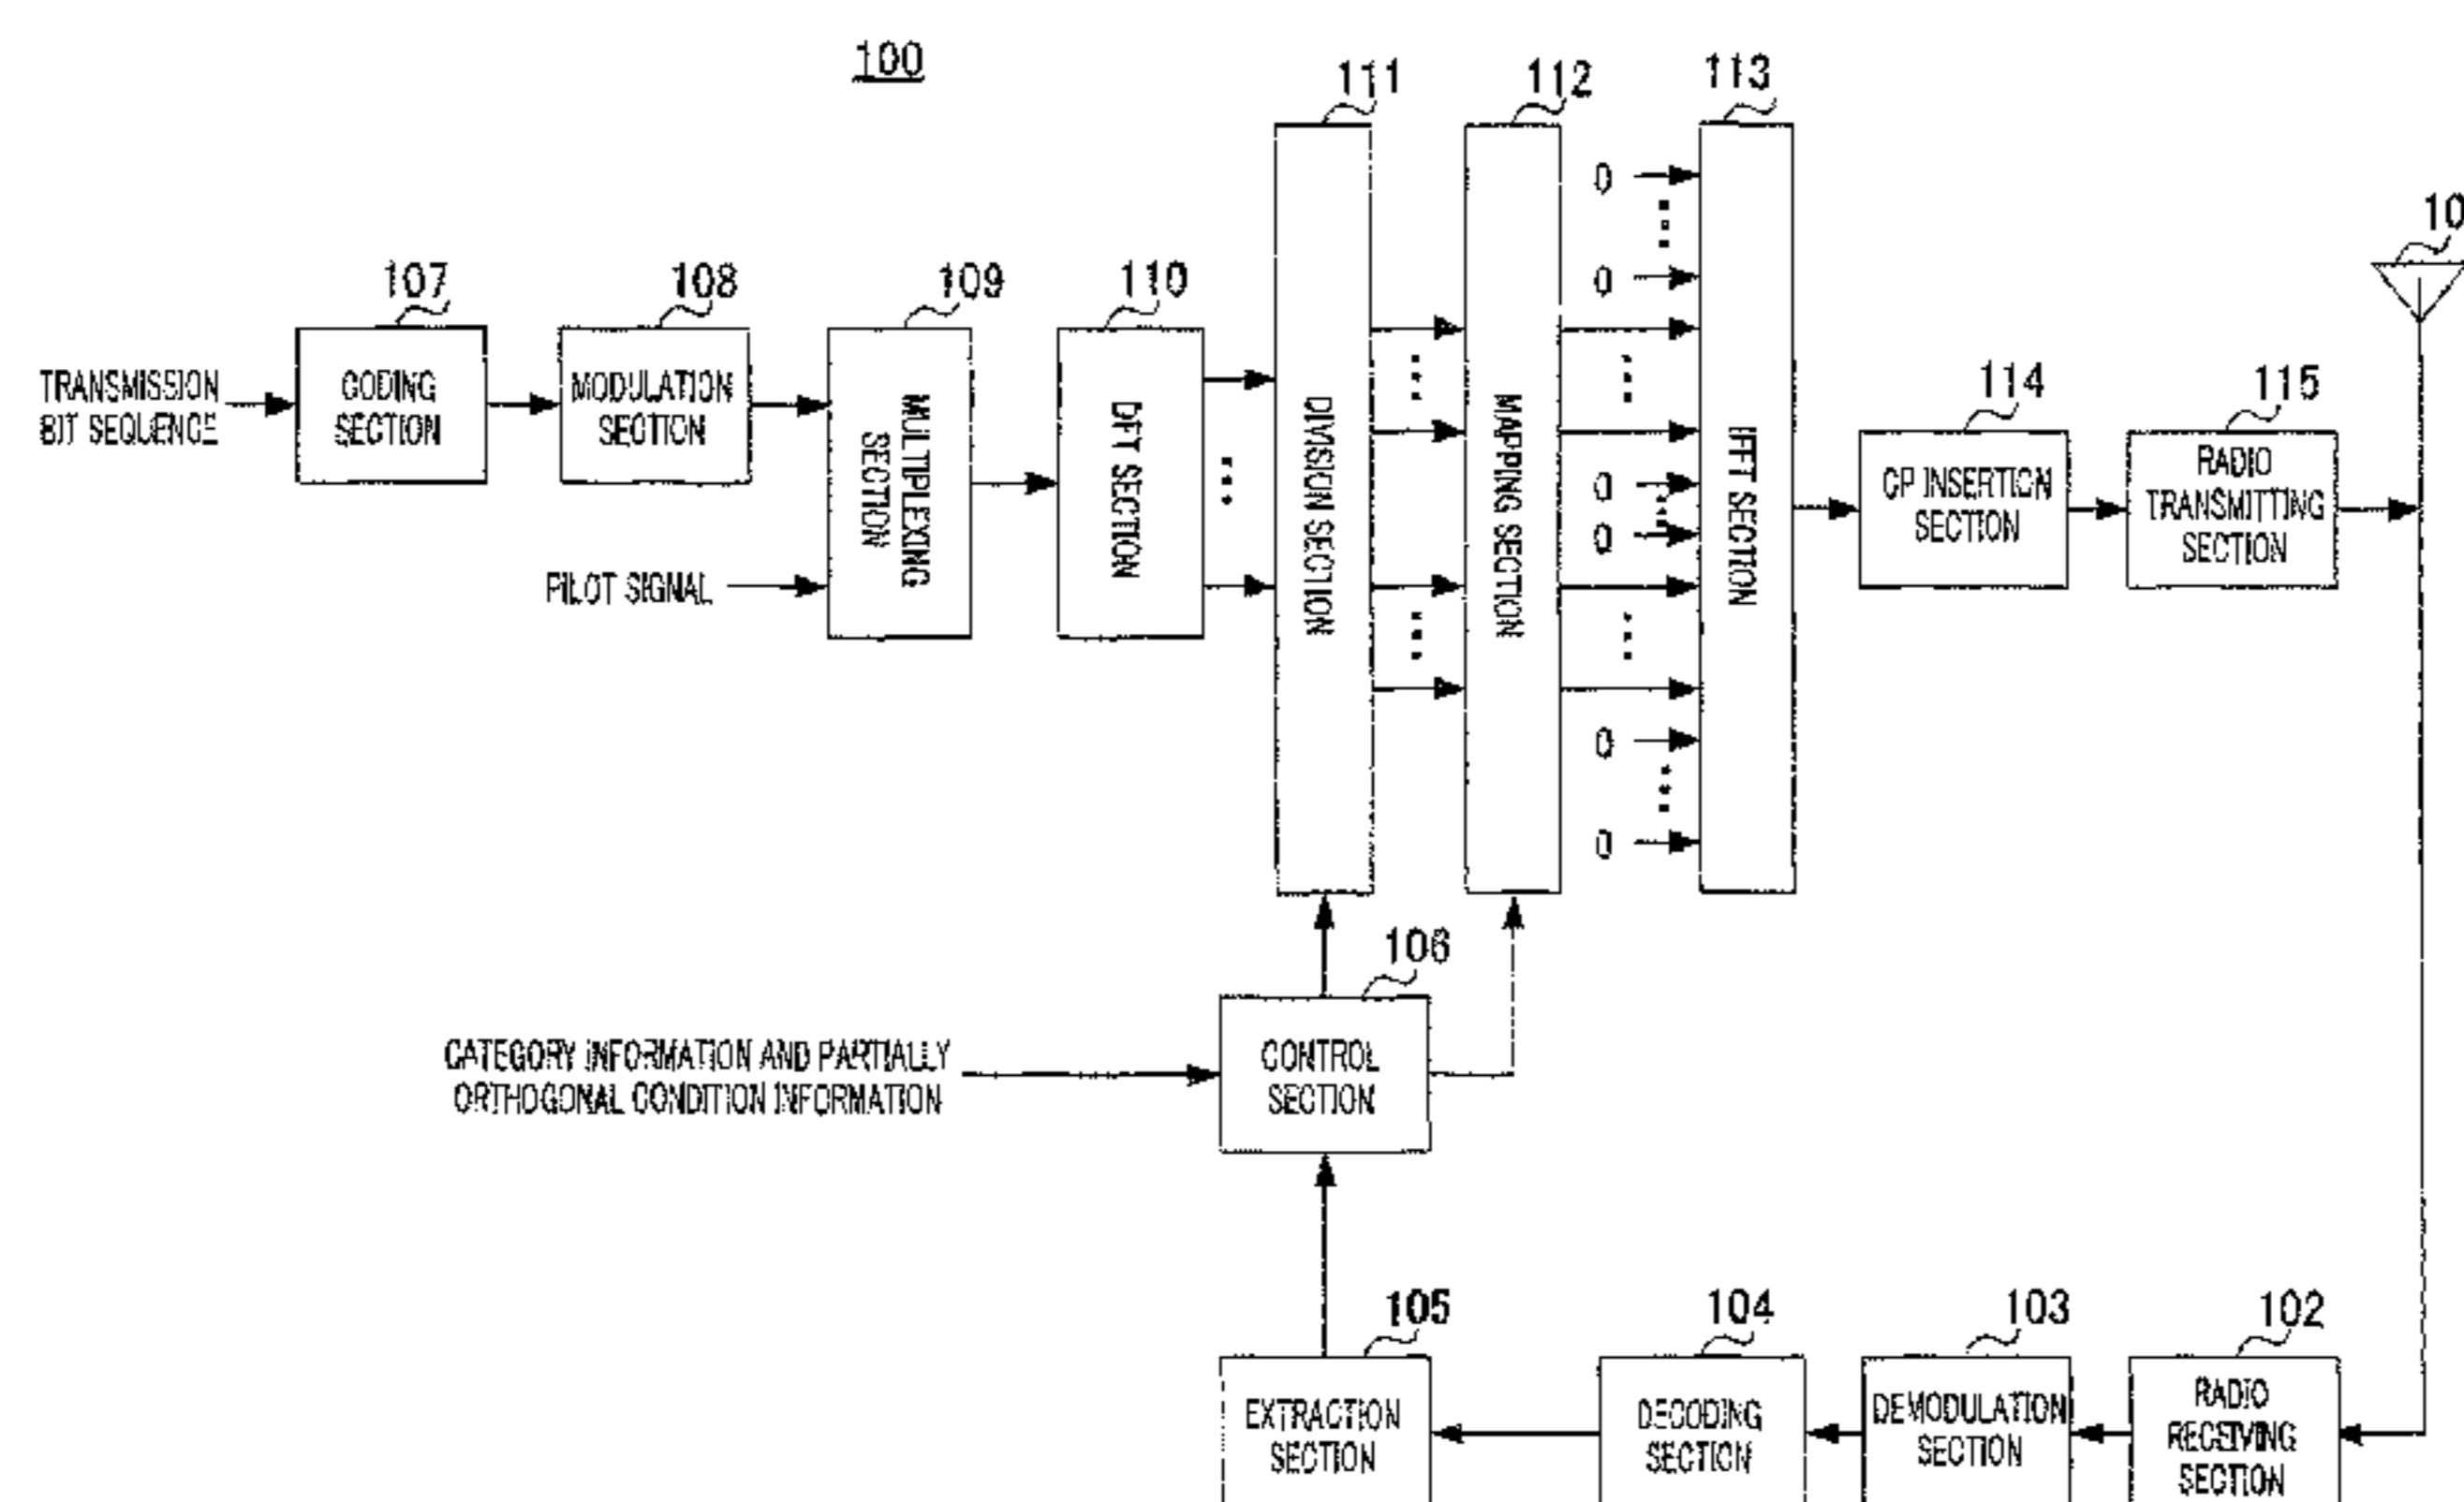 100
111
112
113
10
107
108
109
110
114
115
TRANSMISSION
BIT SEQUENCE
CODING
SECTION
MODULATION
SECTION
MULTIPLEXING
SECTION
PILOT SIGNAL
DFT SECTION
DIVISION SECTION
MAPPING SECTION
0
0
0
0
0
0
IFFT SECTION
CP INSERTION
SECTION
RADIO
TRANSMITTING
SECTION
106
CATEGORY INFORMATION AND PARTIALLY
ORTHOGONAL CONDITION INFORMATION
CONTROL
SECTION
105
104
103
102
EXTRACTION
SECTION
DECODING
SECTION
DEMODULATION
SECTION
RADIO
RECEIVING
SECTION